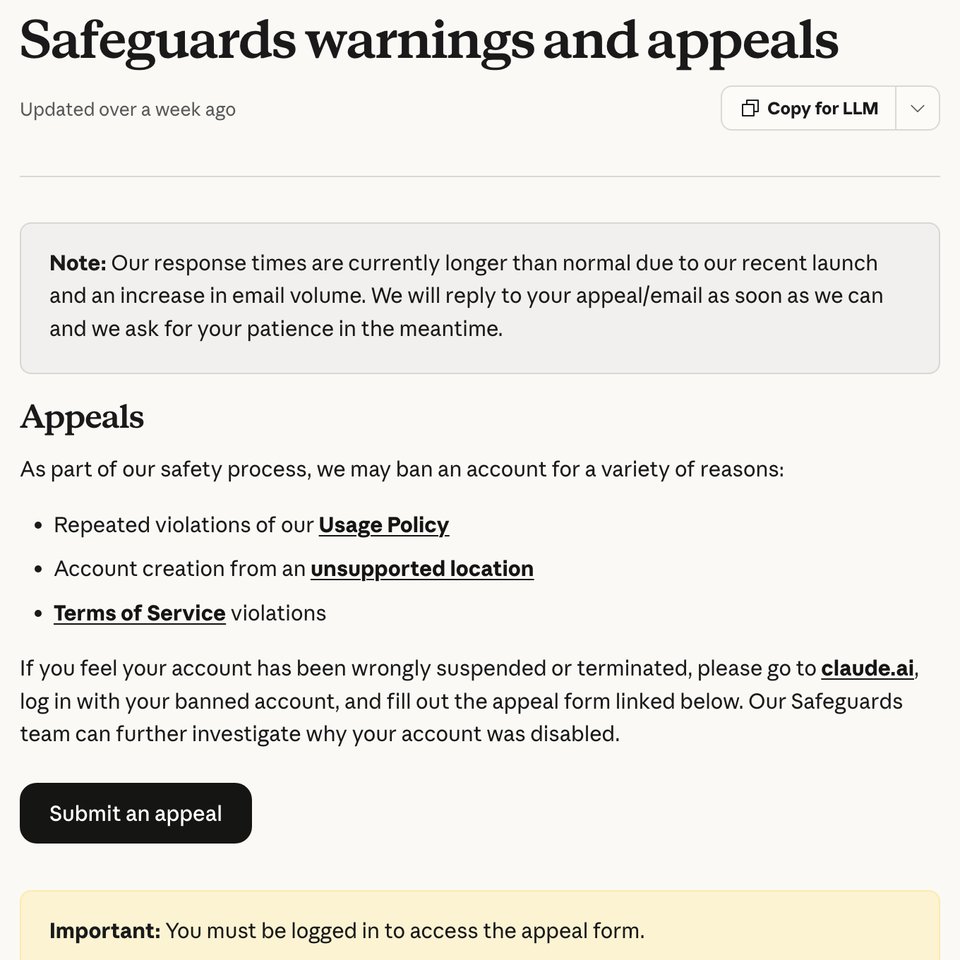 Safeguards warnings and appeals
Updated over a week ago
Copy for LLM
Note: Our response times are currently longer than normal due to our recent launch
and an increase in email volume. We will reply to your appeal/email as soon as we can
and we ask for your patience in the meantime.
Appeals
As part of our safety process, we may ban an account for a variety of reasons:
• Repeated violations of our Usage Policy
• Account creation from an unsupported location
• Terms of Service violations
If you feel your account has been wrongly suspended or terminated, please go to claude.ai,
log in with your banned account, and fill out the appeal form linked below. Our Safeguards
team can further investigate why your account was disabled.
Submit an appeal
Important: You must be logged in to access the appeal form.